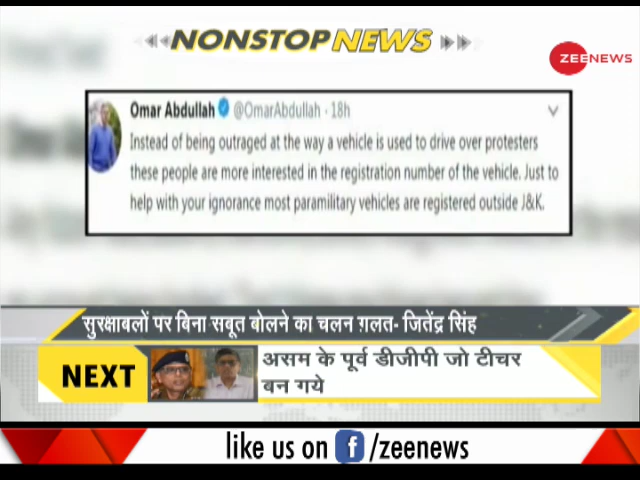 NONSTOP NEWS
ZEE NEWS
Omar Abdullah @OmarAbdullah · 18h
Instead of being outraged at the way a vehicle is used to drive over protesters
these people are more interested in the registration number of the vehicle. Just to
help with your ignorance most paramilitary vehicles are registered outside J&K.
सुरक्षाबलों पर बिना सबूत बोलने का चलन ग़लत- जितेंद्र सिंह
NEXT
असम के पूर्व डीजीपी जो टीचर
बन गये
like us on f/zeenews